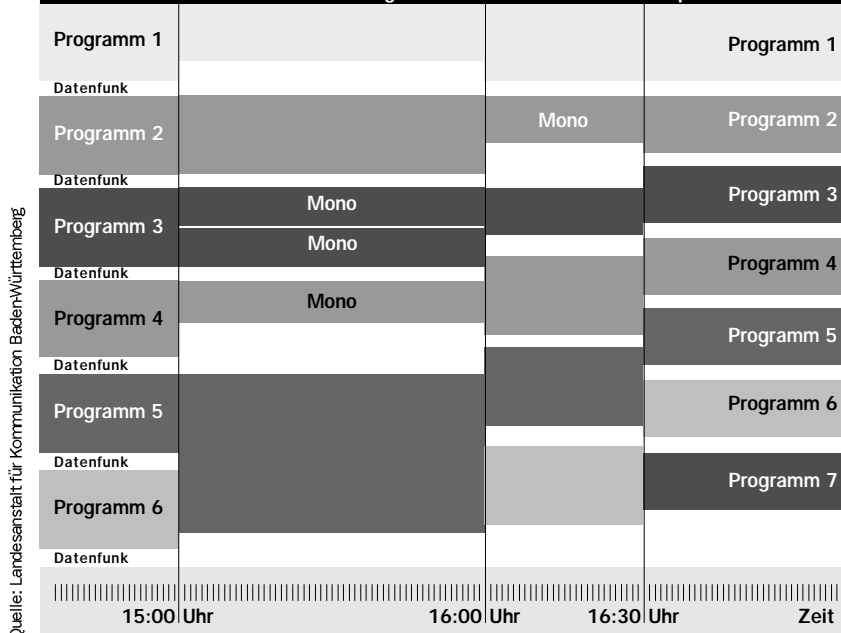 Programm 1
Datenfunk
Programm 2
Datenfunk
Programm 3
Datenfunk
Programm 4
Datenfunk
Programm 5
Datenfunk
Programm 6
Datenfunk
Mono
Mono
Mono
Mono
Programm 1
Programm 2
Programm 3
Programm 4
Programm 5
Programm 6
Programm 7
15:00 Uhr
16:00 Uhr
16:30 Uhr
Zeit
Quelle: Landesanstalt für Kommunikation Baden-Württemberg